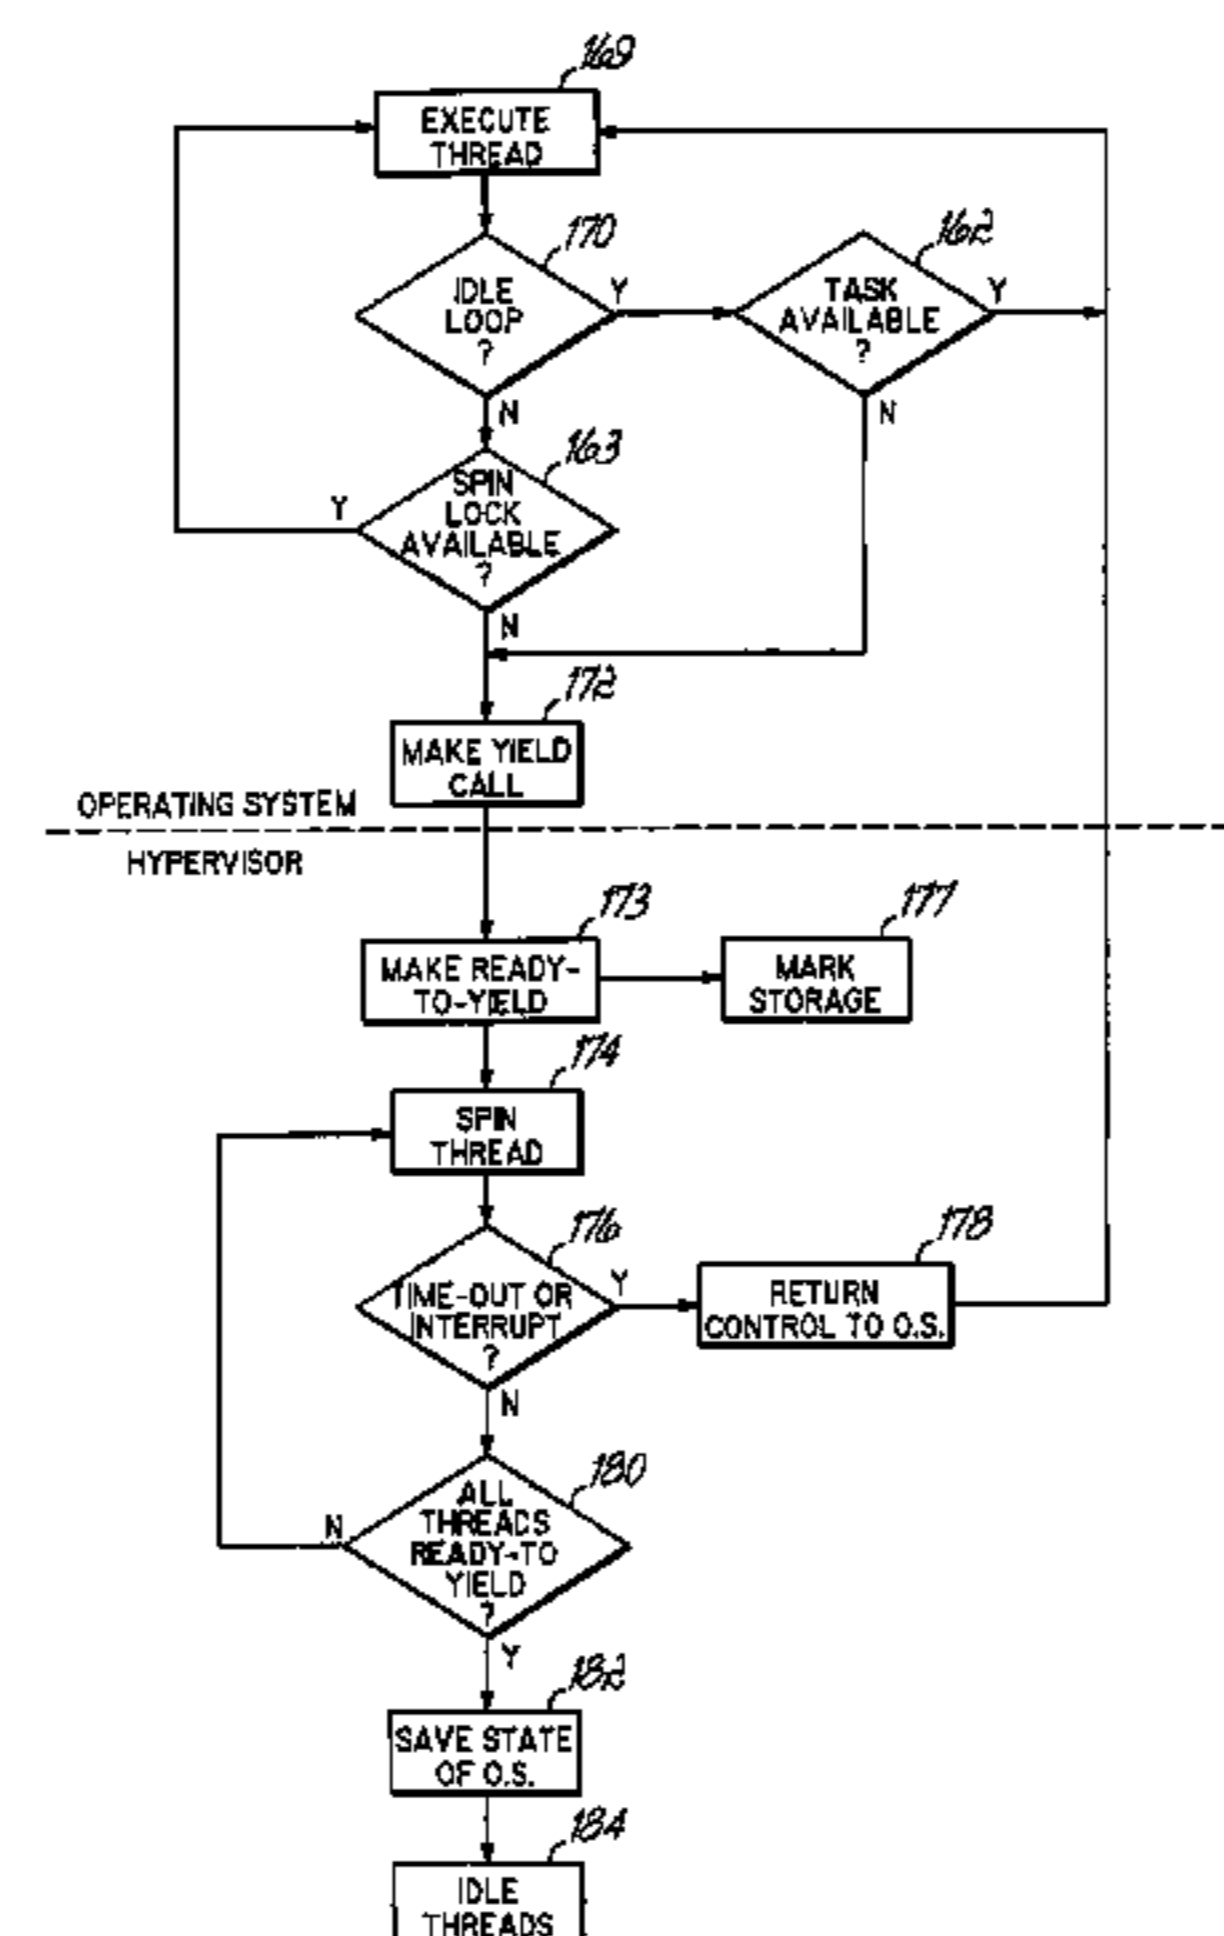 169
EXECUTE
THREAD
170
IDLE
LOOP
?
Y
N
162
TASK
AVAILABLE
?
Y
N
163
SPIN
LOCK
AVAILABLE
?
Y
N
172
MAKE YIELD
CALL
OPERATING SYSTEM
HYPERVISOR
173
MAKE READY-
TO-YIELD
177
MARK
STORAGE
174
SPIN
THREAD
176
TIME-OUT OR
INTERRUPT
?
Y
N
178
RETURN
CONTROL TO O.S.
180
ALL
THREADS
READY-TO
YIELD
?
N
Y
182
SAVE STATE
OF O.S.
184
IDLE
THREADS